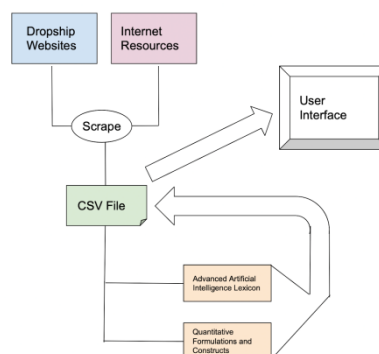 Dropship
Websites
Internet
Resources
Scrape
User
Interface
CSV File
Advanced Artificial
Intelligence Lexicon
Quantitative
Formulations and
Constructs